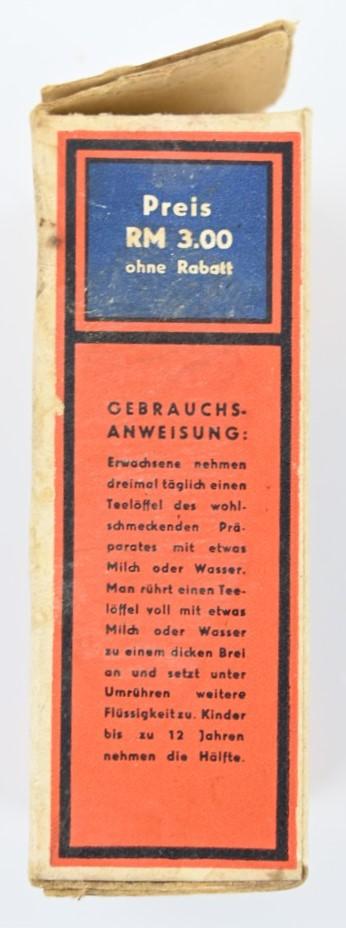 Preis
RM 3.00
ohne Rabatt
GEBRAUCHS-
ANWEISUNG:
Erwachsene nehmen
dreimal täglich einen
Teelöffel des wohl-
schmeckenden Prä-
parates mit etwas
Milch oder Wasser.
Man rührt einen Tee-
löffel voll mit etwas
Milch oder Wasser
zu einem dicken Brei
an und setzt unter
Umrühren weitere
Flüssigkeit zu. Kinder
bis zu 12 Jahren
nehmen die Hälfte.